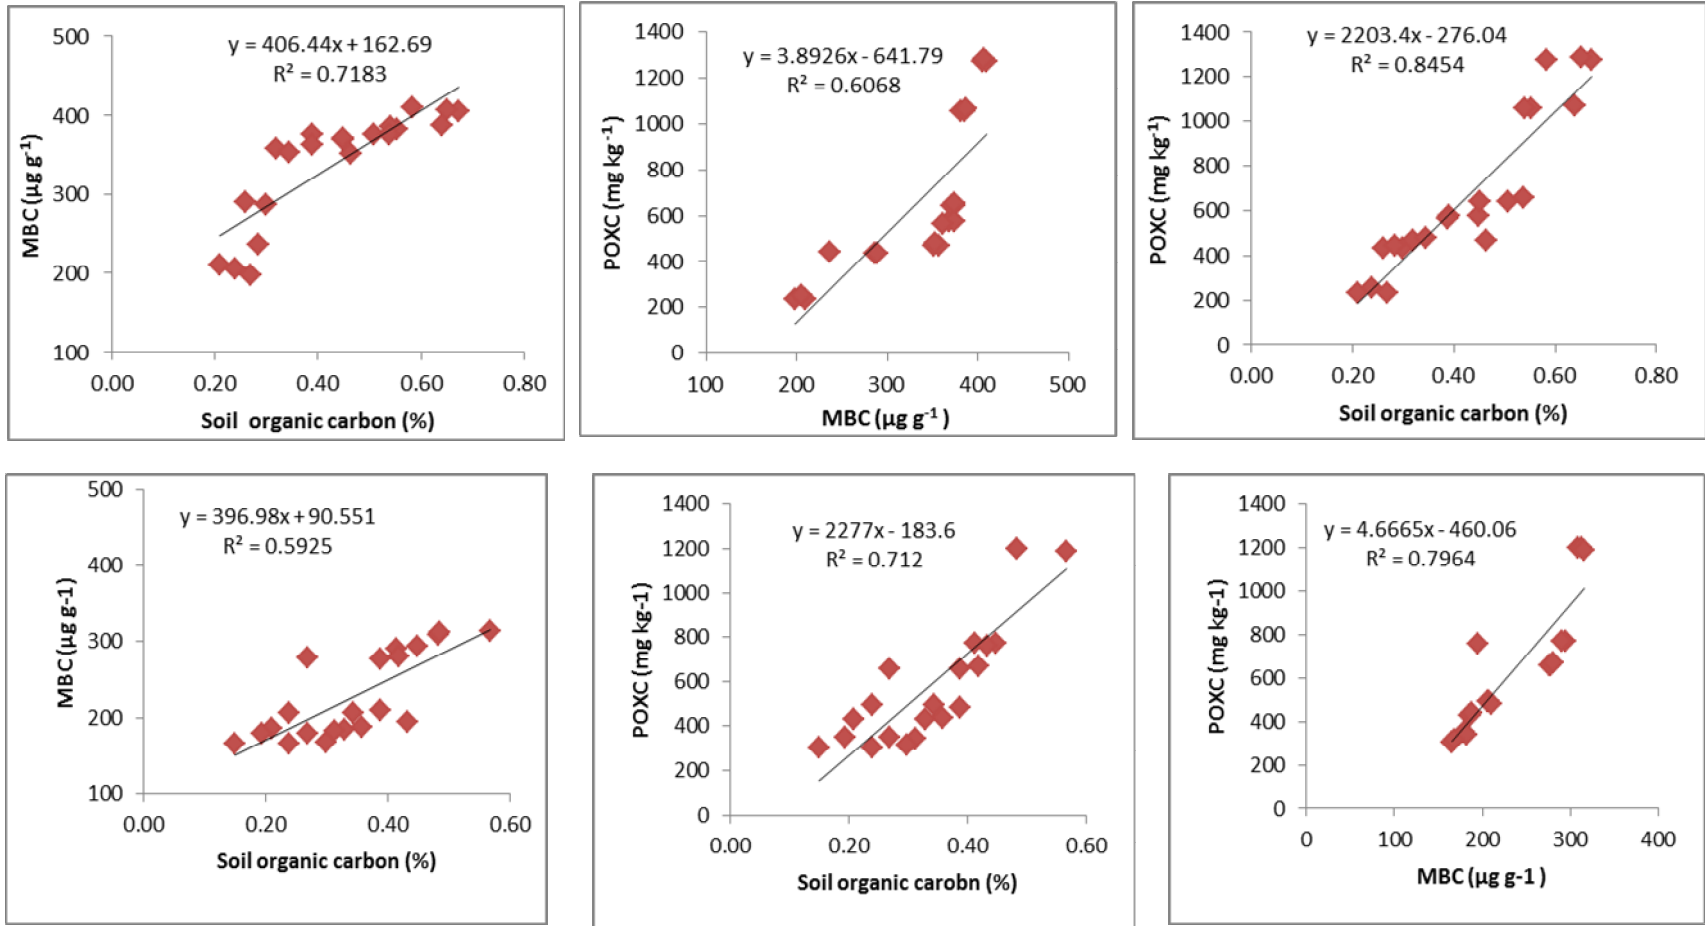 y = 406.44x + 162.69
R² = 0.7183
500
400
300
200
100
MBC (µg g⁻¹)
0.00 0.20 0.40 0.60 0.80
Soil organic carbon (%)
y = 3.8926x - 641.79
R² = 0.6068
1400
1200
1000
800
600
400
200
0
POXC (mg kg⁻¹)
100 200 300 400 500
MBC (µg g⁻¹ )
y = 2203.4x - 276.04
R² = 0.8454
1400
1200
1000
800
600
400
200
0
POXC (mg kg⁻¹)
0.00 0.20 0.40 0.60 0.80
Soil organic carbon (%)
y = 396.98x + 90.551
R² = 0.5925
500
400
300
200
100
MBC (µg g-1)
0.00 0.20 0.40 0.60
Soil organic carbon (%)
y = 2277x - 183.6
R² = 0.712
1400
1200
1000
800
600
400
200
0
POXC (mg kg-1)
0.00 0.20 0.40 0.60
Soil organic carobn (%)
y = 4.6665x - 460.06
R² = 0.7964
1400
1200
1000
800
600
400
200
0
POXC (mg kg-1)
0 100 200 300 400
MBC (µg g-1 )